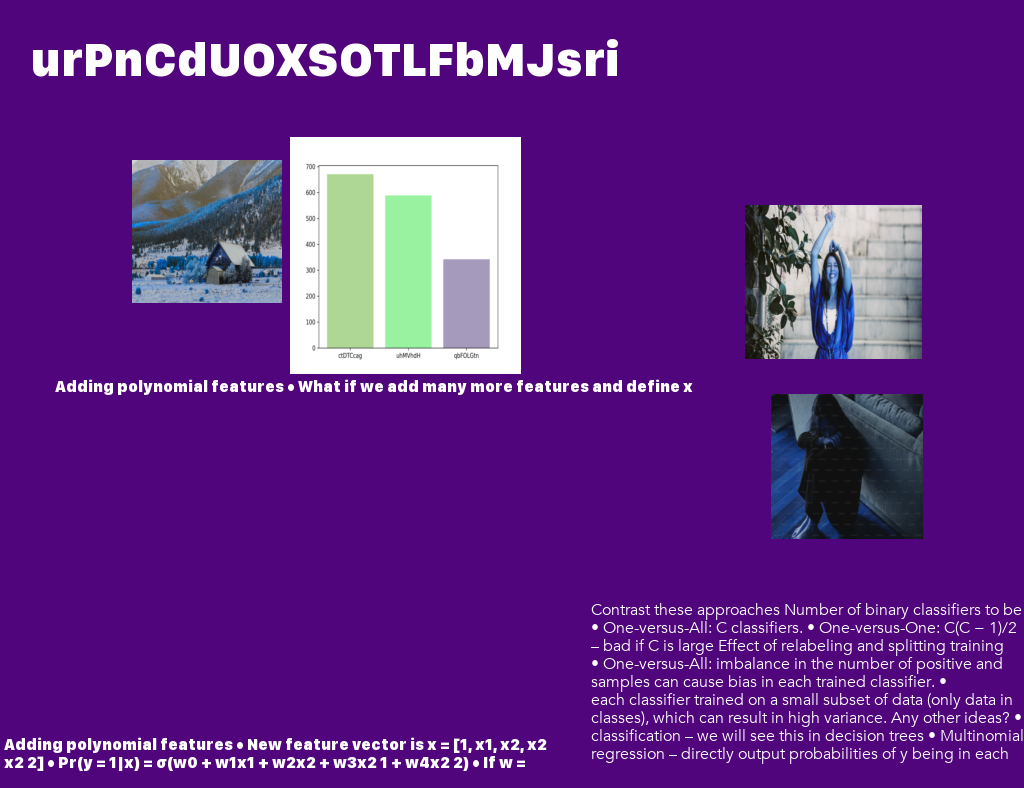 urPnCdUOXSOTLFbMJsri
700
600
500
400
300
200
100
0
ctDTCcag uhMVhdH qbFOLGtn
Adding polynomial features • What if we add many more features and define x
Contrast these approaches Number of binary classifiers to be
• One-versus-All: C classifiers. • One-versus-One: C(C − 1)/2
– bad if C is large Effect of relabeling and splitting training
• One-versus-All: imbalance in the number of positive and
samples can cause bias in each trained classifier. •
each classifier trained on a small subset of data (only data in
classes), which can result in high variance. Any other ideas? •
classification – we will see this in decision trees • Multinomial
regression – directly output probabilities of y being in each
Adding polynomial features • New feature vector is x = [1, x1, x2, x2
x2 2] • Pr(y = 1|x) = σ(w0 + w1x1 + w2x2 + w3x2 1 + w4x2 2) • If w =